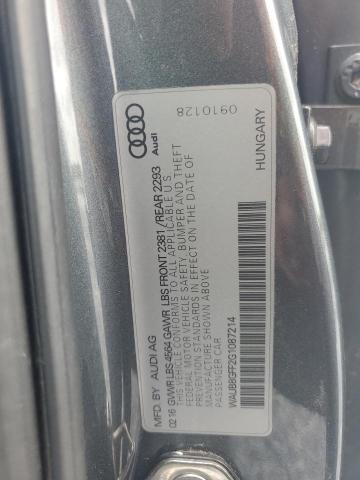 0910128
Audi
HUNGARY
MFD. BY AUDI AG
02 16 GVWR LBS 4564 GAWR LBS FRONT 2381 /REAR 2293
THIS VEHICLE CONFORMS TO ALL APPLICABLE U S
FEDERAL MOTOR VEHICLE SAFETY, BUMPER AND THEFT
STANDARDS IN EFFECT ON THE DATE OF
MANUFACTURE SHOWN ABOVE
PASSENGER CAR
WAUB8GFF2G1087214